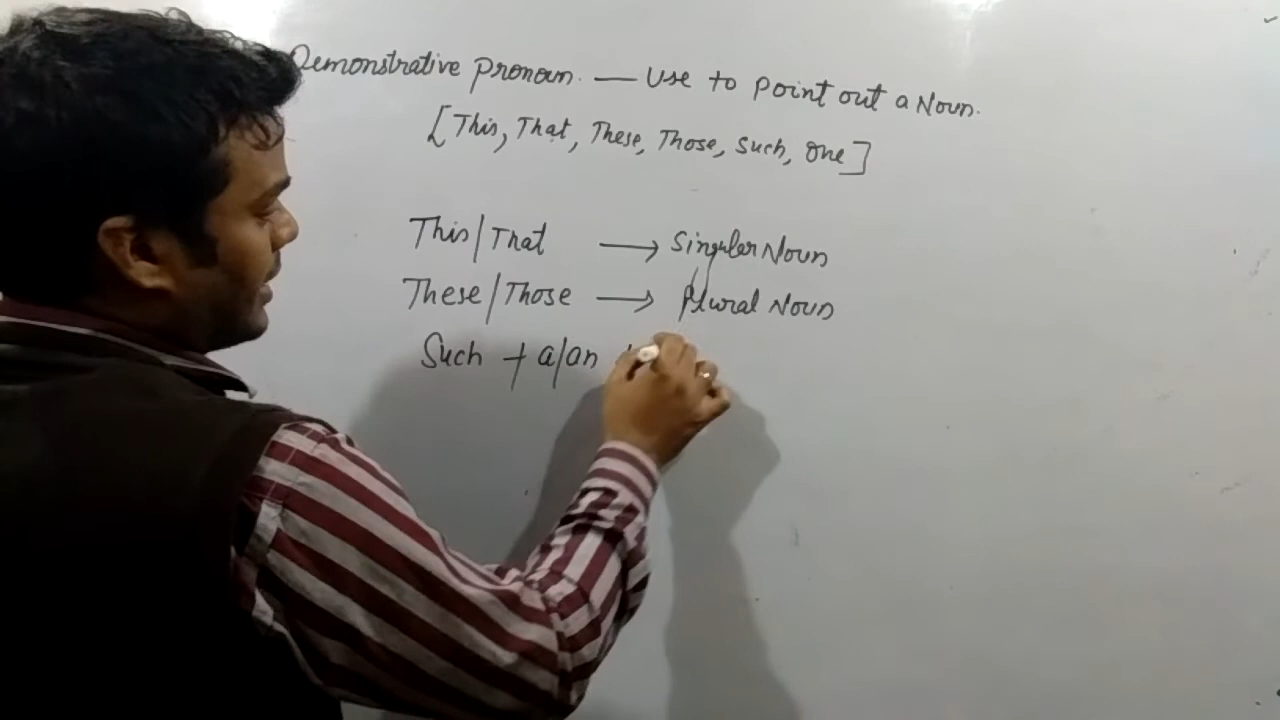 Demonstrative Pronoun. — Use to point out a Noun.
[This, That, These, Those, Such, One]
This/That → Singular Noun
These/Those → Plural Noun
Such + a/an